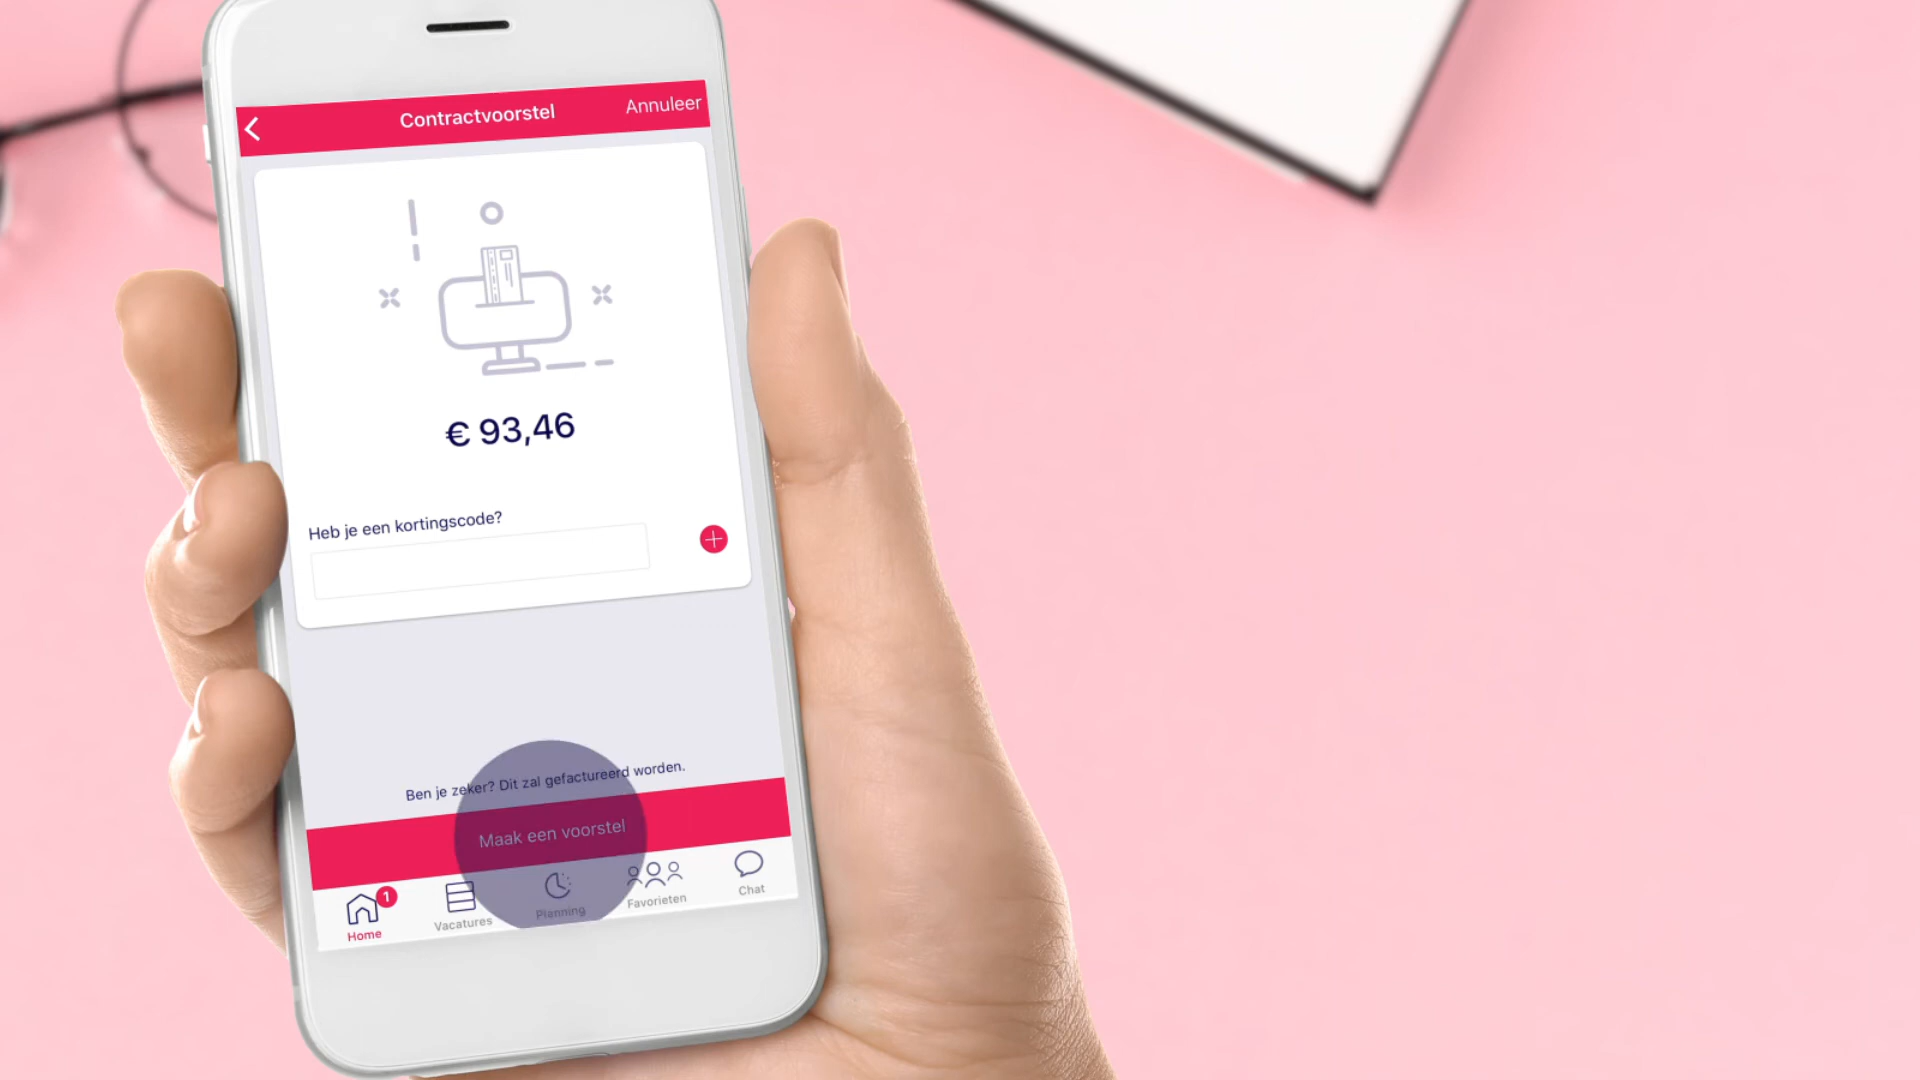 Contractvoorstel
Annuleer
€ 93,46
Heb je een kortingscode?
Ben je zeker? Dit zal gefactureerd worden.
Maak een voorstel
1
Home
Vacatures
Planning
Favorieten
Chat